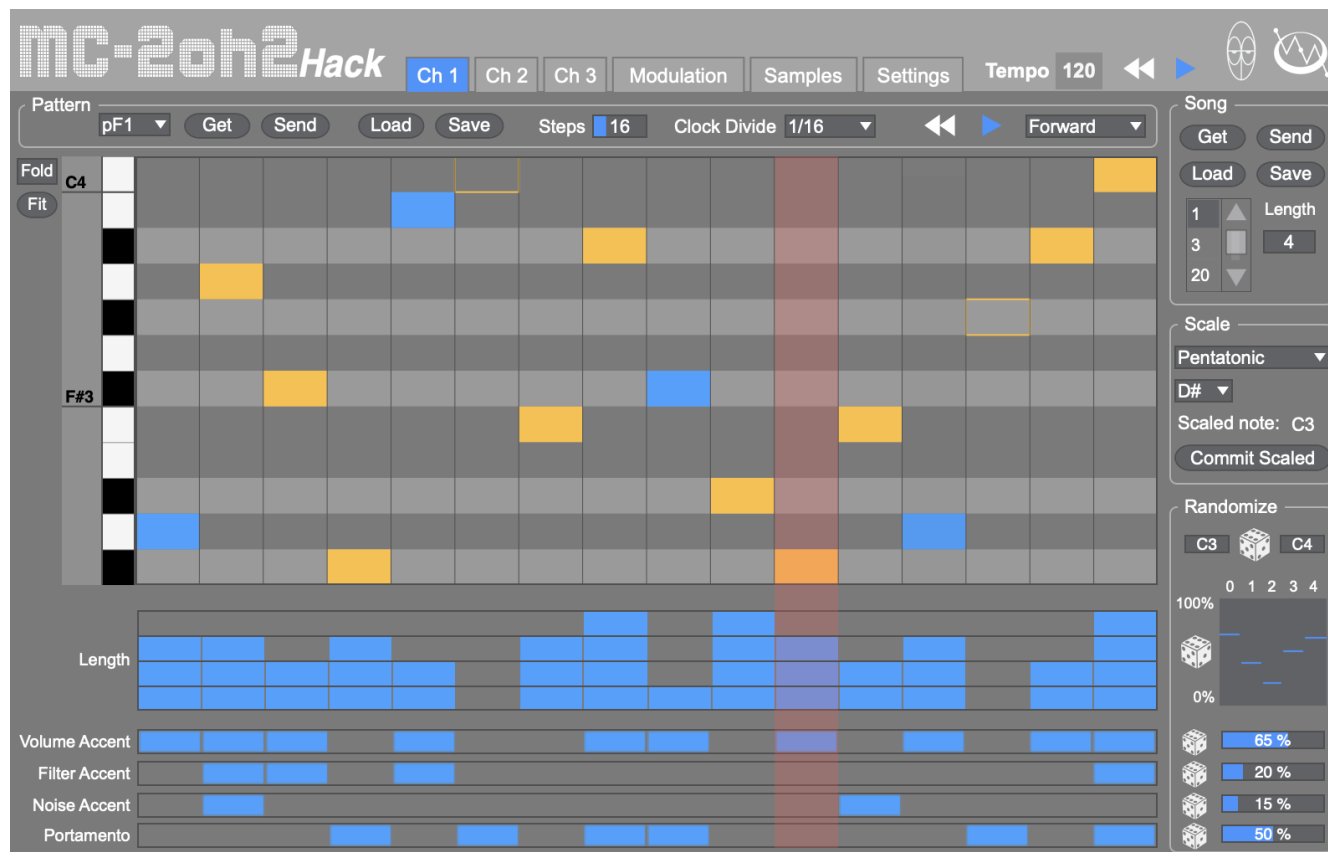 MC-2oh2 Hack
Ch 1 Ch 2 Ch 3 Modulation Samples Settings Tempo 120
Pattern
pF1 Get Send Load Save Steps 16 Clock Divide 1/16 Forward
Song
Get Send
Load Save
Length
1
4
3
20
Fold
C4
Fit
F#3
Scale
Pentatonic
D#
Scaled note: C3
Commit Scaled
Randomize
C3 C4
0 1 2 3 4
100%
0%
Length
Volume Accent 65 %
Filter Accent 20 %
Noise Accent 15 %
Portamento 50 %